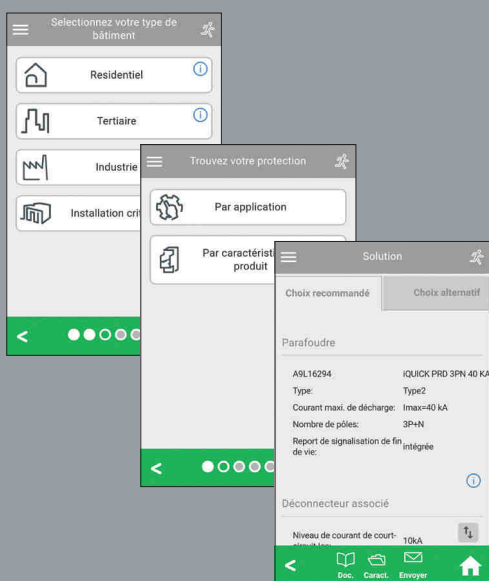 Selectionnez votre type de
bâtiment
Residentiel
Tertiaire
Industrie
Installation
Trouvez votre protection
Par application
Par
produit
Solution
Choix recommandé
Choix alternatif
Parafoudre
A9L16294 iQUICK PRD 3PN 40 KA
Type: Type2
Courant maxi. de décharge: Imax=40 kA
Nombre de pôles: 3P+N
Report de signalisation de fin
de vie: intégrée
Déconnecteur associé
Niveau de courant de court-
10kA
Doc. Caract. Envoyer